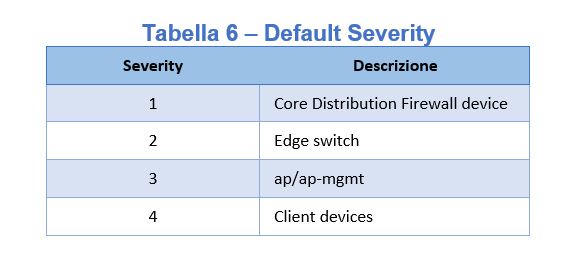 Tabella 6 – Default Severity
Severity Descrizione
1 Core Distribution Firewall device
2 Edge switch
3 ap/ap-mgmt
4 Client devices